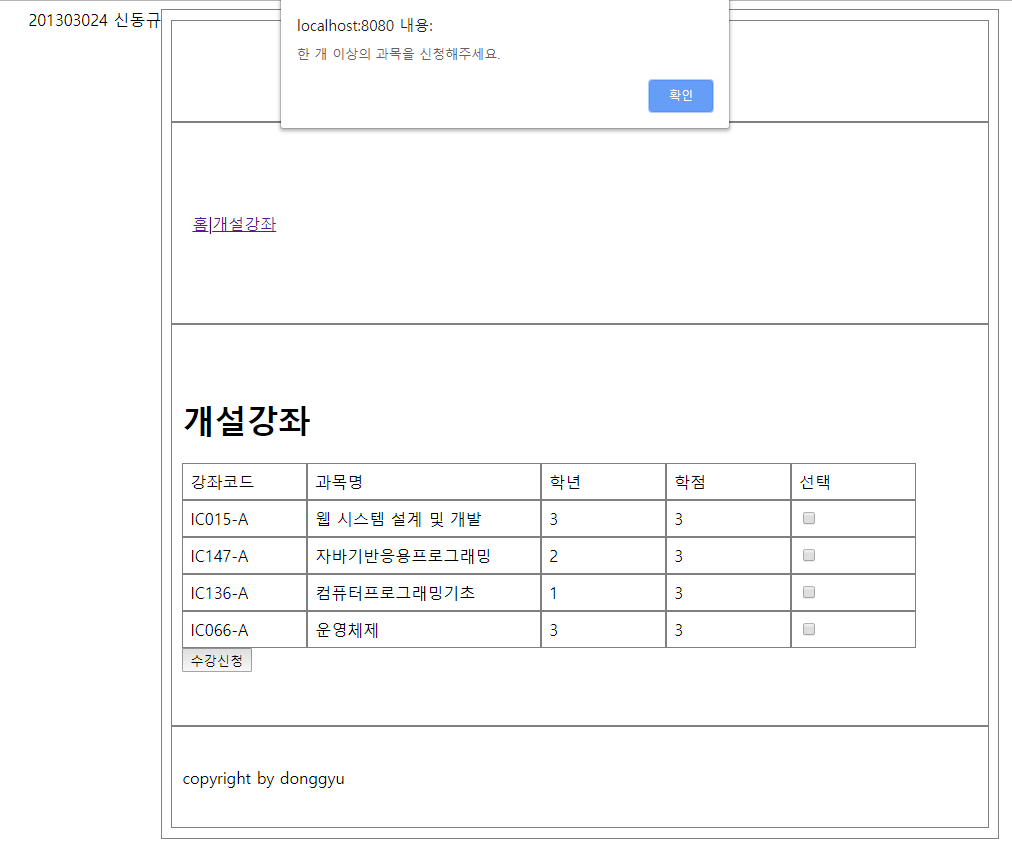 201303024 신동규
localhost:8080 내용:
한 개 이상의 과목을 신청해주세요.
확인
홈|개설강좌
개설강좌
강좌코드 과목명 학년 학점 선택
IC015-A 웹 시스템 설계 및 개발 3 3
IC147-A 자바기반응용프로그래밍 2 3
IC136-A 컴퓨터프로그래밍기초 1 3
IC066-A 운영체제 3 3
수강신청
copyright by donggyu